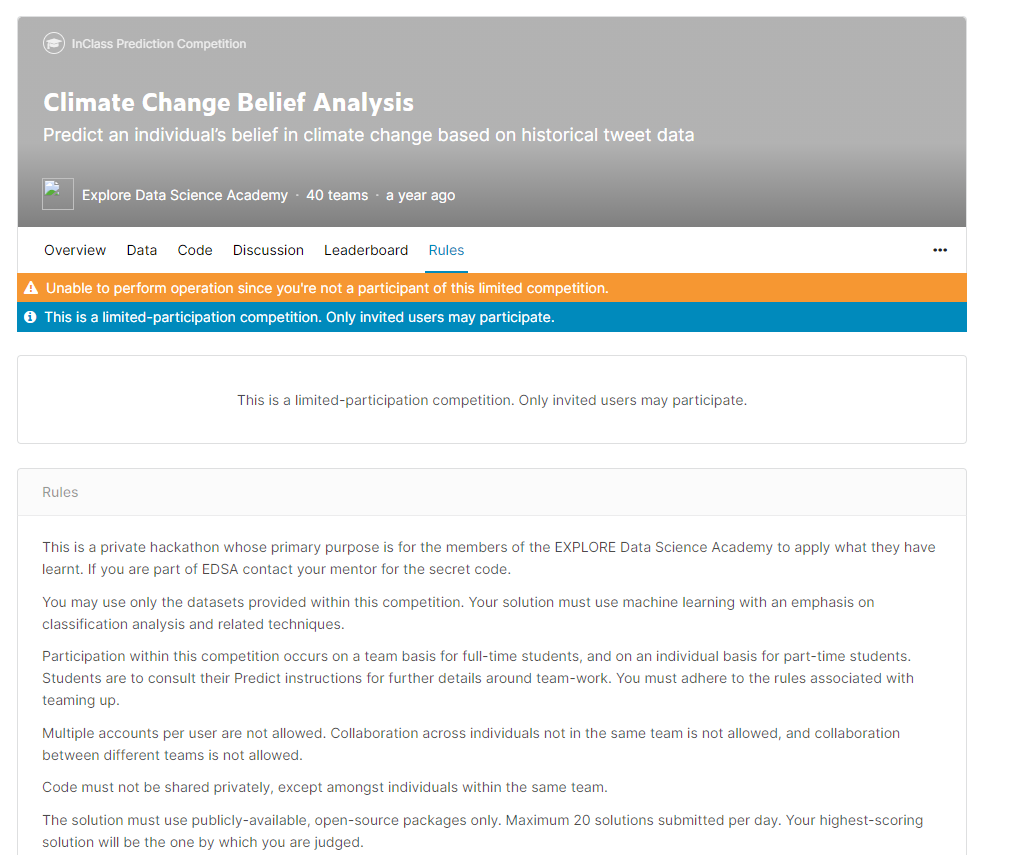 InClass Prediction Competition
Climate Change Belief Analysis
Predict an individual's belief in climate change based on historical tweet data
Explore Data Science Academy · 40 teams · a year ago
Overview Data Code Discussion Leaderboard Rules
Unable to perform operation since you're not a participant of this limited competition.
This is a limited-participation competition. Only invited users may participate.
This is a limited-participation competition. Only invited users may participate.
Rules
This is a private hackathon whose primary purpose is for the members of the EXPLORE Data Science Academy to apply what they have
learnt. If you are part of EDSA contact your mentor for the secret code.
You may use only the datasets provided within this competition. Your solution must use machine learning with an emphasis on
classification analysis and related techniques.
Participation within this competition occurs on a team basis for full-time students, and on an individual basis for part-time students.
Students are to consult their Predict instructions for further details around team-work. You must adhere to the rules associated with
teaming up.
Multiple accounts per user are not allowed. Collaboration across individuals not in the same team is not allowed, and collaboration
between different teams is not allowed.
Code must not be shared privately, except amongst individuals within the same team.
The solution must use publicly-available, open-source packages only. Maximum 20 solutions submitted per day. Your highest-scoring
solution will be the one by which you are judged.